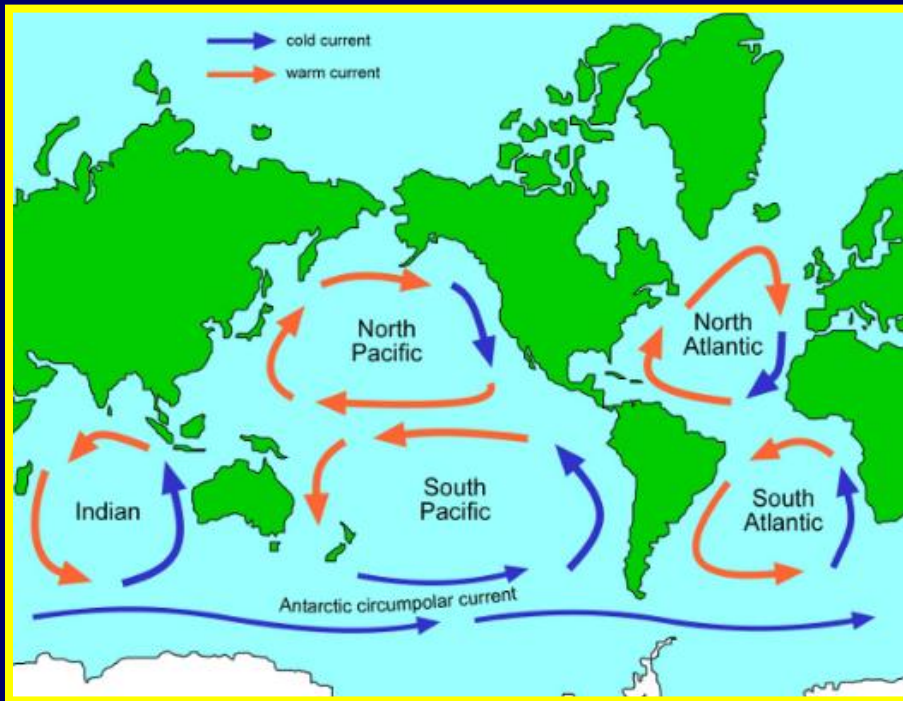 cold current
warm current
North
Pacific
North
Atlantic
Indian
South
Pacific
South
Atlantic
Antarctic circumpolar current